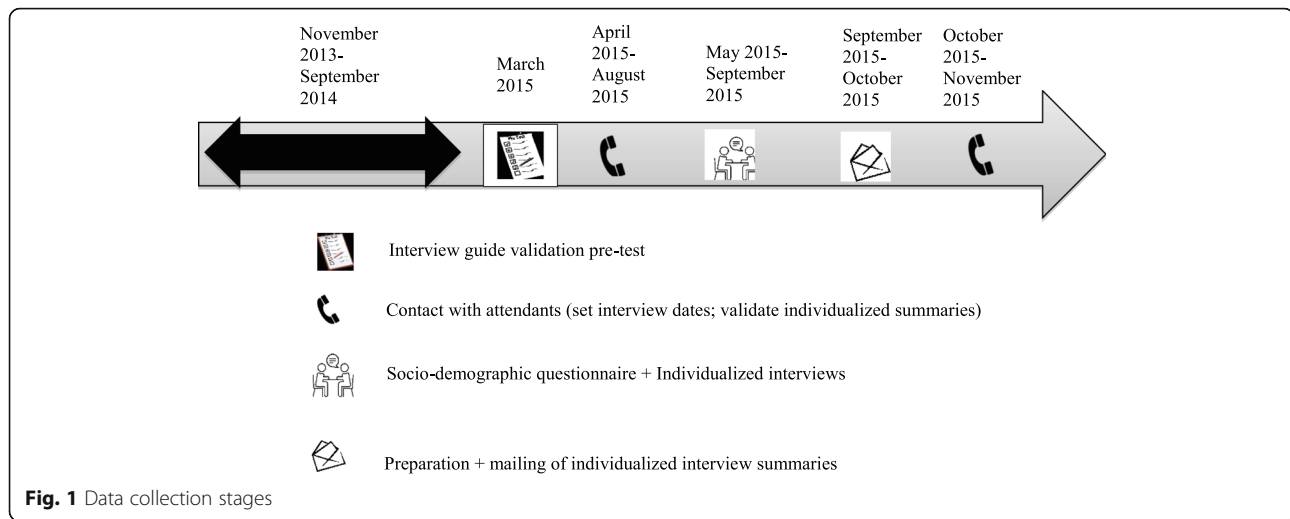 November
2013-
September
2014
March
2015
April
2015-
August
2015
May 2015-
September
2015
September
2015-
October
2015
October
2015-
November
2015
Interview guide validation pre-test
Contact with attendants (set interview dates; validate individualized summaries)
Socio-demographic questionnaire + Individualized interviews
Preparation + mailing of individualized interview summaries
Fig. 1 Data collection stages